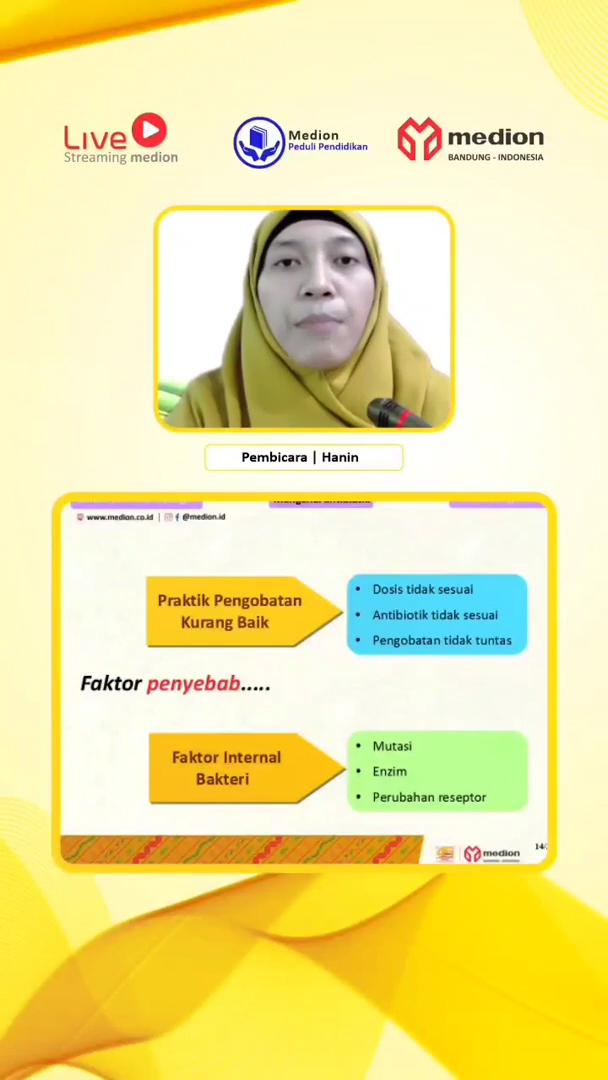 Live
Streaming medion
Medion
Peduli Pendidikan
medion
BANDUNG - INDONESIA
Pembicara | Hanin
www.medion.co.id | @medion.id
Praktik Pengobatan
Kurang Baik
• Dosis tidak sesuai
• Antibiotik tidak sesuai
• Pengobatan tidak tuntas
Faktor penyebab.....
Faktor Internal
Bakteri
• Mutasi
• Enzim
• Perubahan reseptor
medion
14/